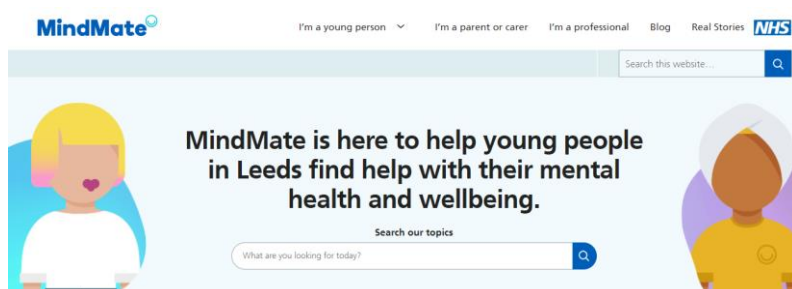 MindMate
I'm a young person
I'm a parent or carer
I'm a professional
Blog
Real Stories
NHS
Search this website...
MindMate is here to help young people
in Leeds find help with their mental
health and wellbeing.
Search our topics
What are you looking for today?